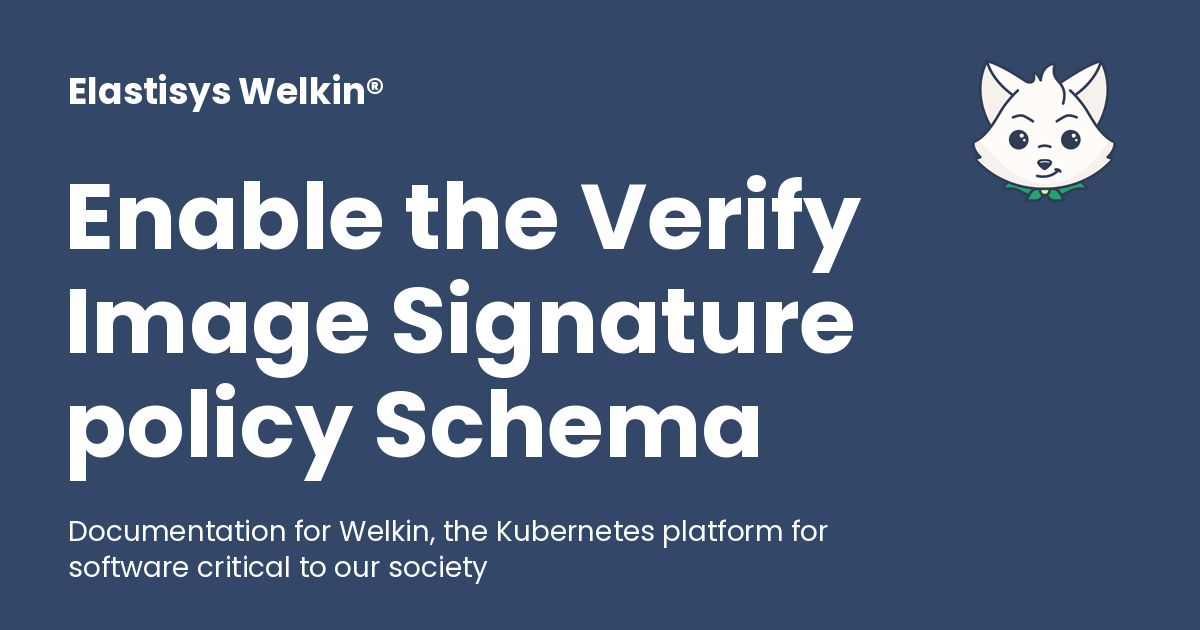 Elastisys Welkin®
Enable the Verify
Image Signature
policy Schema
Documentation for Welkin, the Kubernetes platform for
software critical to our society